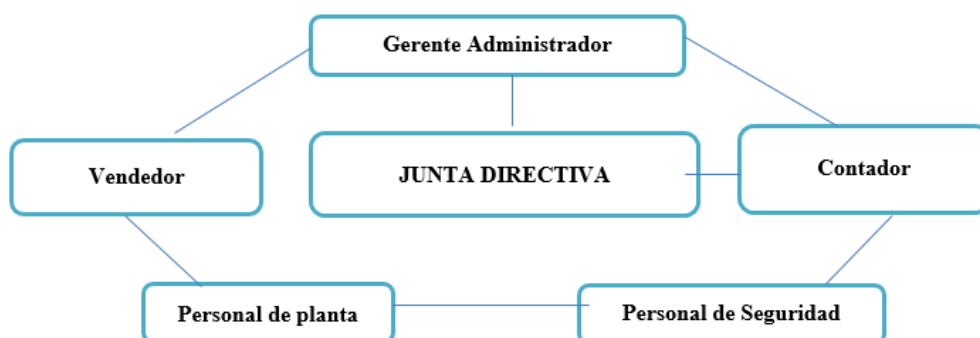 Gerente Administrador
Vendedor
JUNTA DIRECTIVA
Contador
Personal de planta
Personal de Seguridad